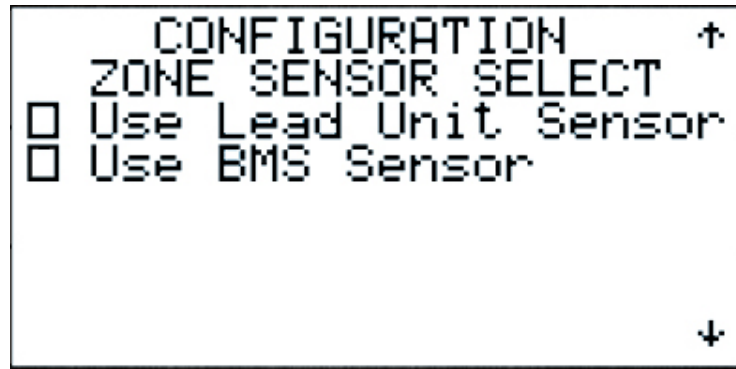 CONFIGURATION ↑
ZONE SENSOR SELECT
□ Use Lead Unit Sensor
□ Use BMS Sensor
↓